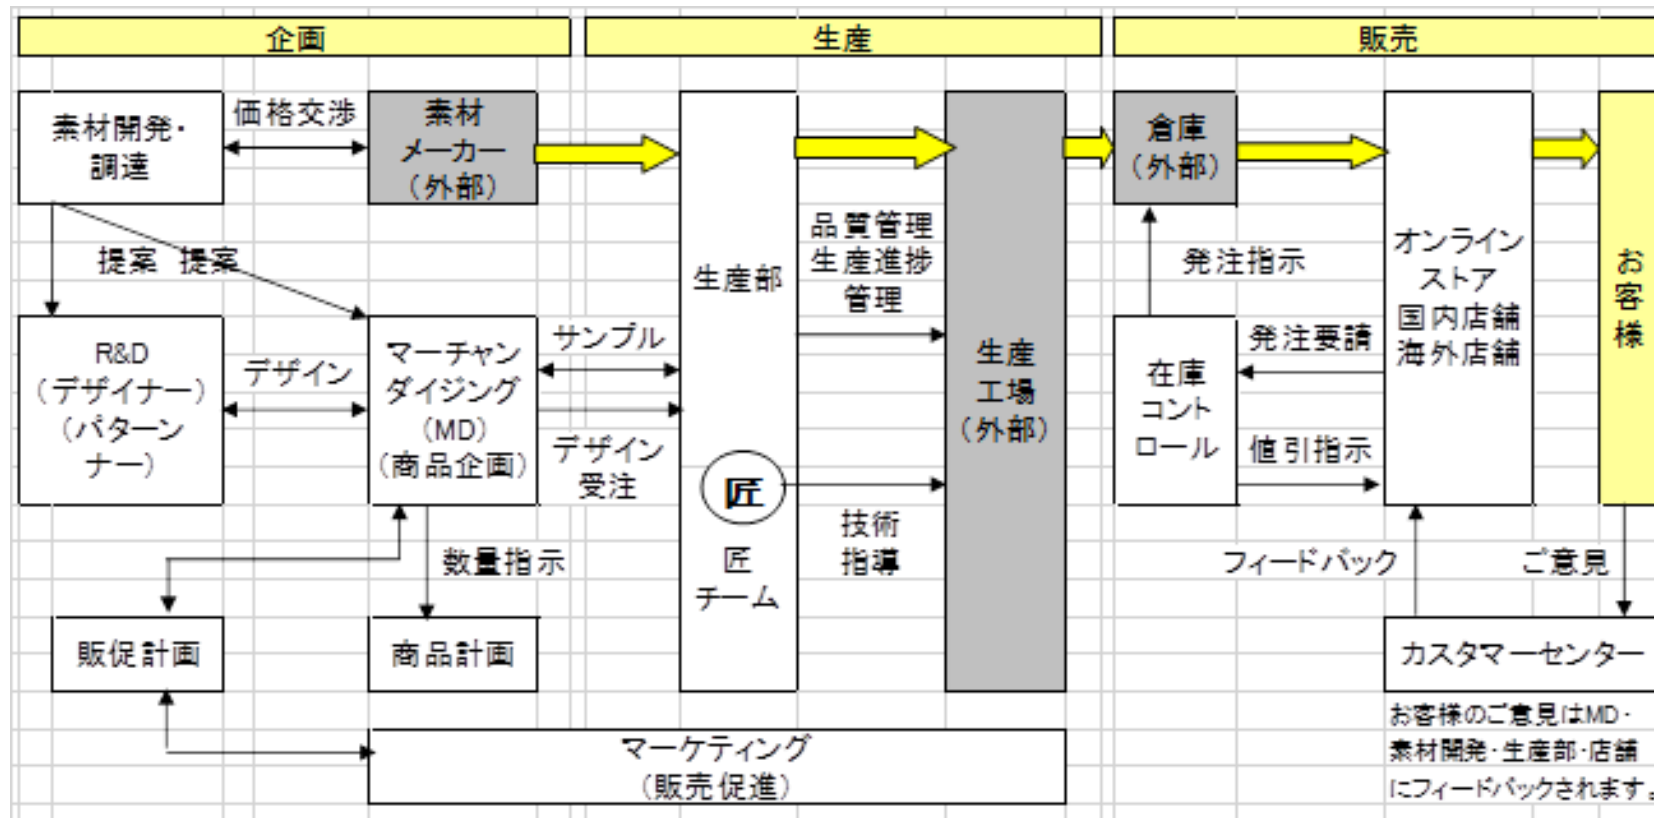 企画
生産
販売
素材開発・
調達
価格交渉
素材
メーカー
（外部）
倉庫
（外部）
提案
提案
品質管理
生産進捗
管理
発注指示
生産部
オンライン
ストア
国内店舗
海外店舗
お
客
様
R&D
（デザイナー）
（パターン
ナー）
デザイン
マーチャン
ダイジング
（MD）
（商品企画）
サンプル
デザイン
受注
生産
工場
（外部）
在庫
コント
ロール
発注要請
値引指示
匠
匠
チーム
技術
指導
数量指示
フィードバック
ご意見
販促計画
商品計画
カスタマーセンター
お客様のご意見はMD・
素材開発・生産部・店舗
にフィードバックされます。
マーケティング
（販売促進）